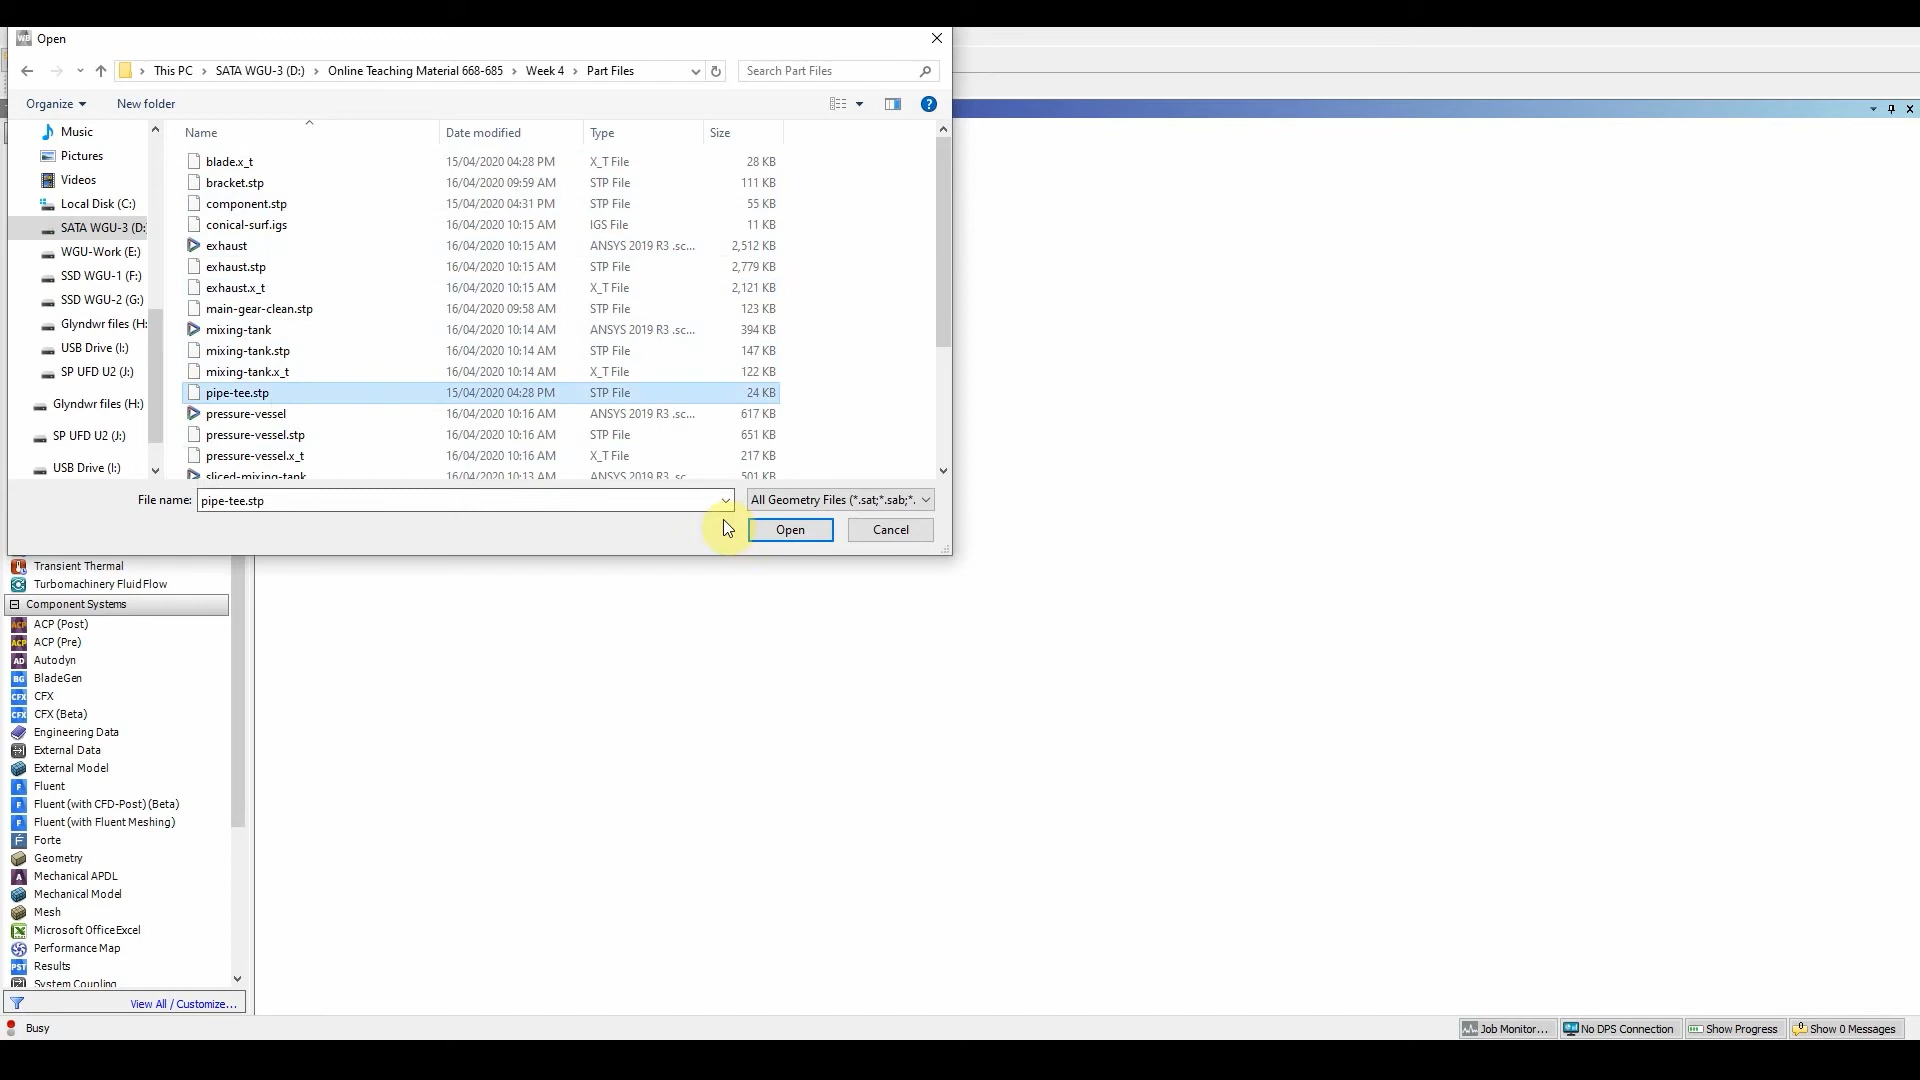 Open
This PC > SATA WGU-3 (D:) > Online Teaching Material 668-685 > Week 4 > Part Files
Search Part Files
Organize
New folder
Music
Pictures
Videos
Local Disk (C:)
SATA WGU-3 (D:
WGU-Work (E:)
SSD WGU-1 (F:)
SSD WGU-2 (G:)
Glyndwr files (H:
USB Drive (I:)
SP UFD U2 (J:)
Glyndwr files (H:)
SP UFD U2 (J:)
USB Drive (I:)
Name Date modified Type Size
blade.x_t 15/04/2020 04:28 PM X_T File 28 KB
bracket.stp 16/04/2020 09:59 AM STP File 111 KB
component.stp 15/04/2020 04:31 PM STP File 55 KB
conical-surf.igs 16/04/2020 10:15 AM IGS File 11 KB
exhaust 16/04/2020 10:15 AM ANSYS 2019 R3 .sc... 2,512 KB
exhaust.stp 16/04/2020 10:15 AM STP File 2,779 KB
exhaust.x_t 16/04/2020 10:15 AM X_T File 2,121 KB
main-gear-clean.stp 16/04/2020 09:58 AM STP File 123 KB
mixing-tank 16/04/2020 10:14 AM ANSYS 2019 R3 .sc... 394 KB
mixing-tank.stp 16/04/2020 10:14 AM STP File 147 KB
mixing-tank.x_t 16/04/2020 10:14 AM X_T File 122 KB
pipe-tee.stp 15/04/2020 04:28 PM STP File 24 KB
pressure-vessel 16/04/2020 10:16 AM ANSYS 2019 R3 .sc... 617 KB
pressure-vessel.stp 16/04/2020 10:16 AM STP File 651 KB
pressure-vessel.x_t 16/04/2020 10:16 AM X_T File 217 KB
sliced-mixing-tank 16/04/2020 10:13 AM ANSYS 2019 R3 .sc... 501 KB
File name: pipe-tee.stp All Geometry Files (*.sat;*.sab;*.
Open Cancel
Transient Thermal
Turbomachinery Fluid Flow
Component Systems
ACP (Post)
ACP (Pre)
Autodyn
BladeGen
CFX
CFX (Beta)
Engineering Data
External Data
External Model
Fluent
Fluent (with CFD-Post) (Beta)
Fluent (with Fluent Meshing)
Forte
Geometry
Mechanical APDL
Mechanical Model
Mesh
Microsoft Office Excel
Performance Map
Results
System Coupling
View All / Customize...
Busy
Job Monitor... No DPS Connection Show Progress Show 0 Messages